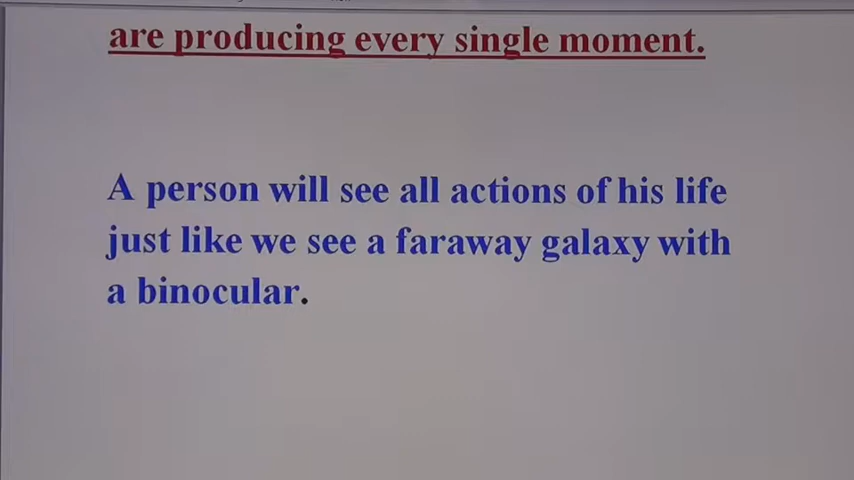 are producing every single moment.
A person will see all actions of his life
just like we see a faraway galaxy with
a binocular.